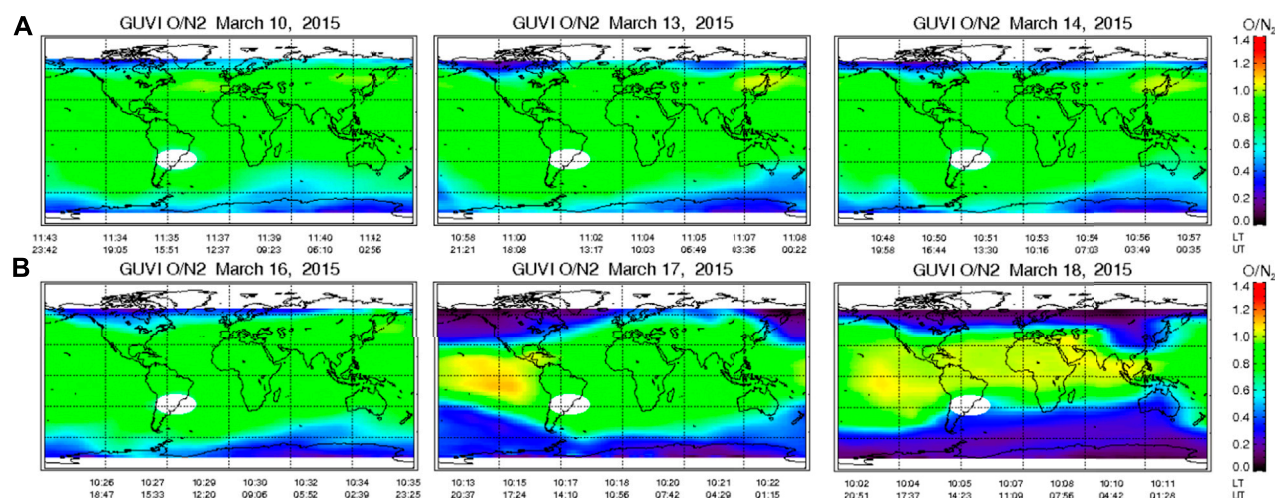 A
GUVI O/N2 March 10, 2015
GUVI O/N2 March 13, 2015
GUVI O/N2 March 14, 2015
O/N2
1.4
1.2
1.0
0.8
0.6
0.4
0.2
0.0
11:43 11:34 11:35 11:37 11:39 11:40 11:42 10:58 11:00 11:02 11:04 11:05 11:07 11:08 10:48 10:50 10:51 10:53 10:54 10:56 10:57 LT
23:42 19:05 15:51 12:37 09:23 06:10 02:56 21:21 18:08 13:17 10:03 06:49 03:36 00:22 19:58 16:44 13:30 10:16 07:03 03:49 00:35 UT
B
GUVI O/N2 March 16, 2015
GUVI O/N2 March 17, 2015
GUVI O/N2 March 18, 2015
O/N2
1.4
1.2
1.0
0.8
0.6
0.4
0.2
0.0
10:26 10:27 10:29 10:30 10:32 10:34 10:35 10:13 10:15 10:17 10:18 10:20 10:21 10:22 10:02 10:04 10:05 10:07 10:08 10:10 10:11 LT
18:47 15:33 12:20 09:06 05:52 02:39 23:25 20:37 17:24 14:10 10:56 07:42 04:29 01:15 20:51 17:37 14:23 11:09 07:56 04:42 01:28 UT